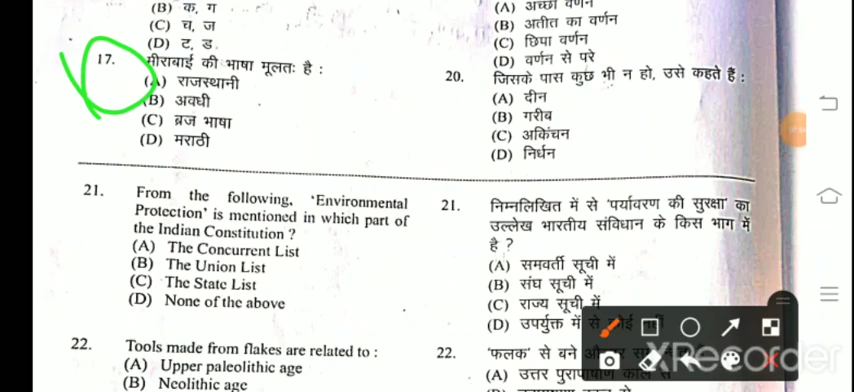 (B) क, ग
(C) च, ज
(D) ट, ड
17. मीराबाई की भाषा मूलतः है :
(A) राजस्थानी
(B) अवधी
(C) ब्रज भाषा
(D) मराठी
(A) अच्छा वर्णन
(B) अतीत का वर्णन
(C) छिपा वर्णन
(D) वर्णन से परे
20. जिसके पास कुछ भी न हो, उसे कहते हैं :
(A) दीन
(B) गरीब
(C) अकिंचन
(D) निर्धन
21. From the following, 'Environmental
Protection' is mentioned in which part of
the Indian Constitution ?
(A) The Concurrent List
(B) The Union List
(C) The State List
(D) None of the above
22. Tools made from flakes are related to :
(A) Upper paleolithic age
(B) Neolithic age
21. निम्नलिखित में से 'पर्यावरण की सुरक्षा' का
उल्लेख भारतीय संविधान के किस भाग में
है ?
(A) समवर्ती सूची में
(B) संघ सूची में
(C) राज्य सूची में
(D) उपर्युक्त में से कोई नहीं
22. 'फलक' से बने
(A) उत्तर पुरापाषाण काल से
XRecorder